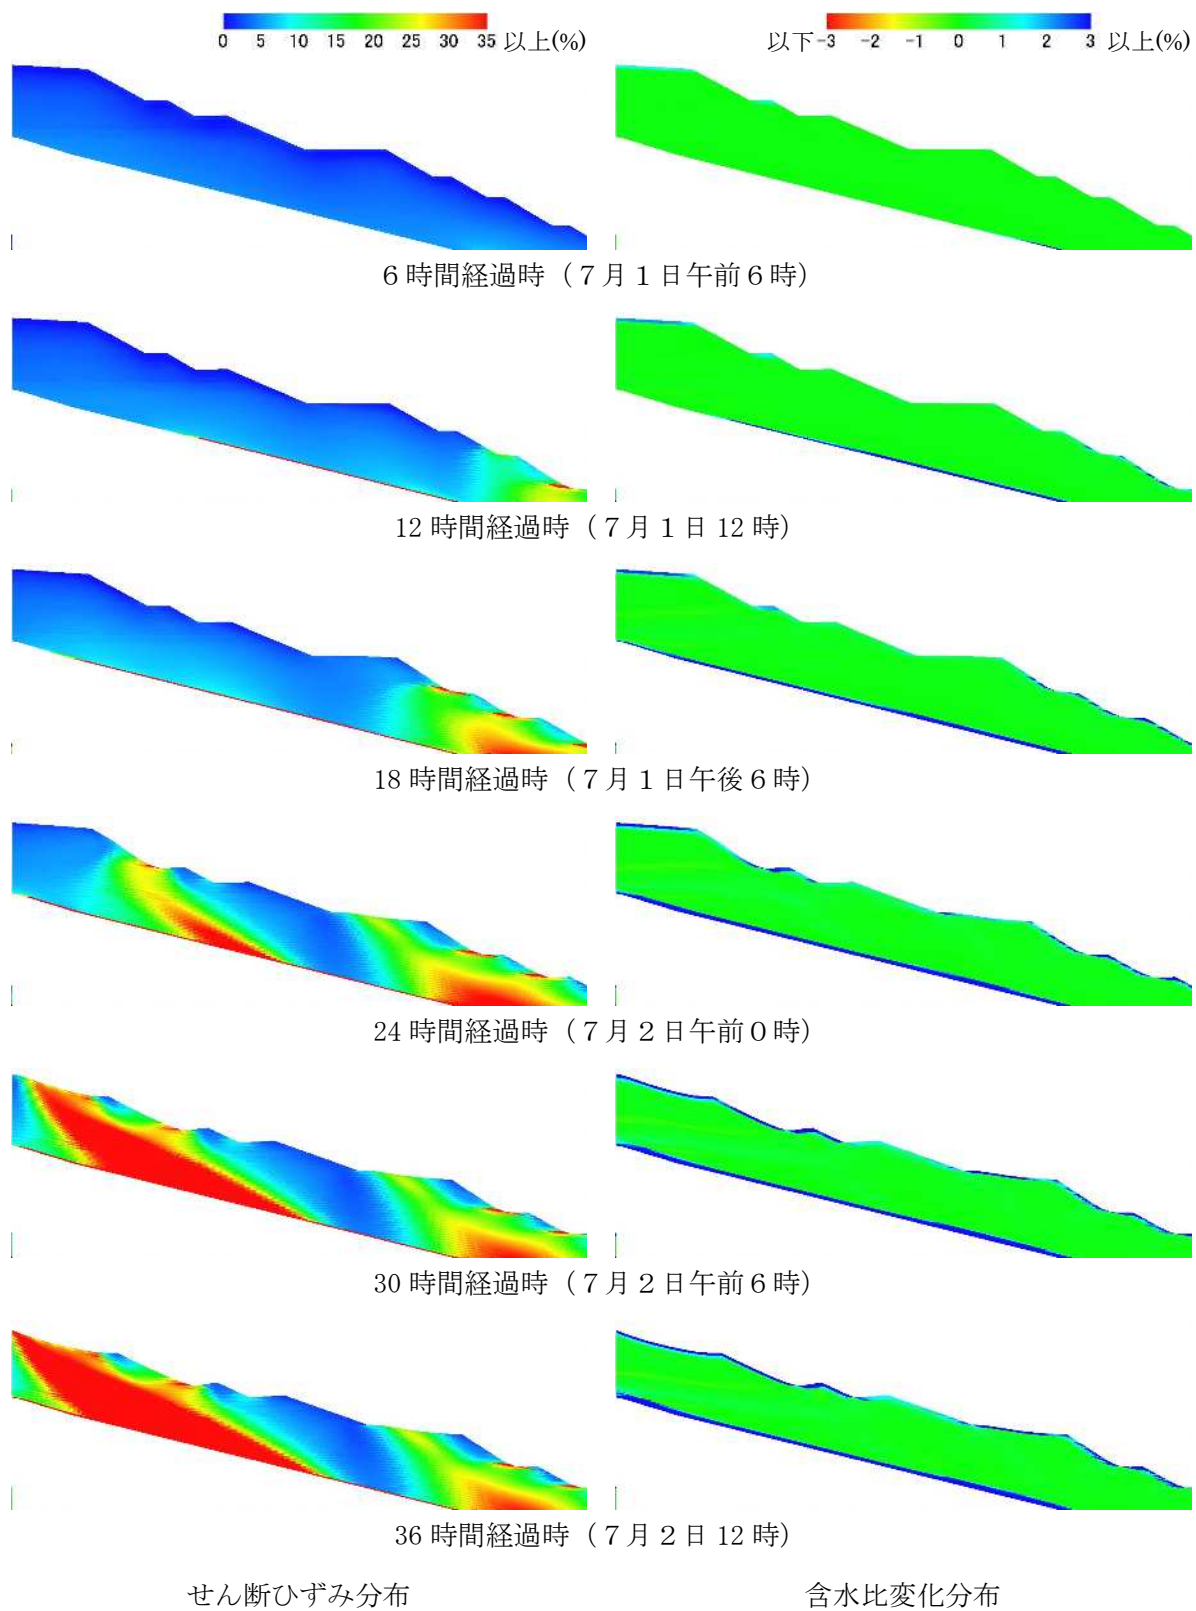 0 5 10 15 20 25 30 35 以上(%)
以下 -3 -2 -1 0 1 2 3 以上(%)
6 時間経過時（７月１日午前６時）
12 時間経過時（７月１日 12 時）
18 時間経過時（７月１日午後６時）
24 時間経過時（７月２日午前０時）
30 時間経過時（７月２日午前６時）
36 時間経過時（７月２日 12 時）
せん断ひずみ分布
含水比変化分布